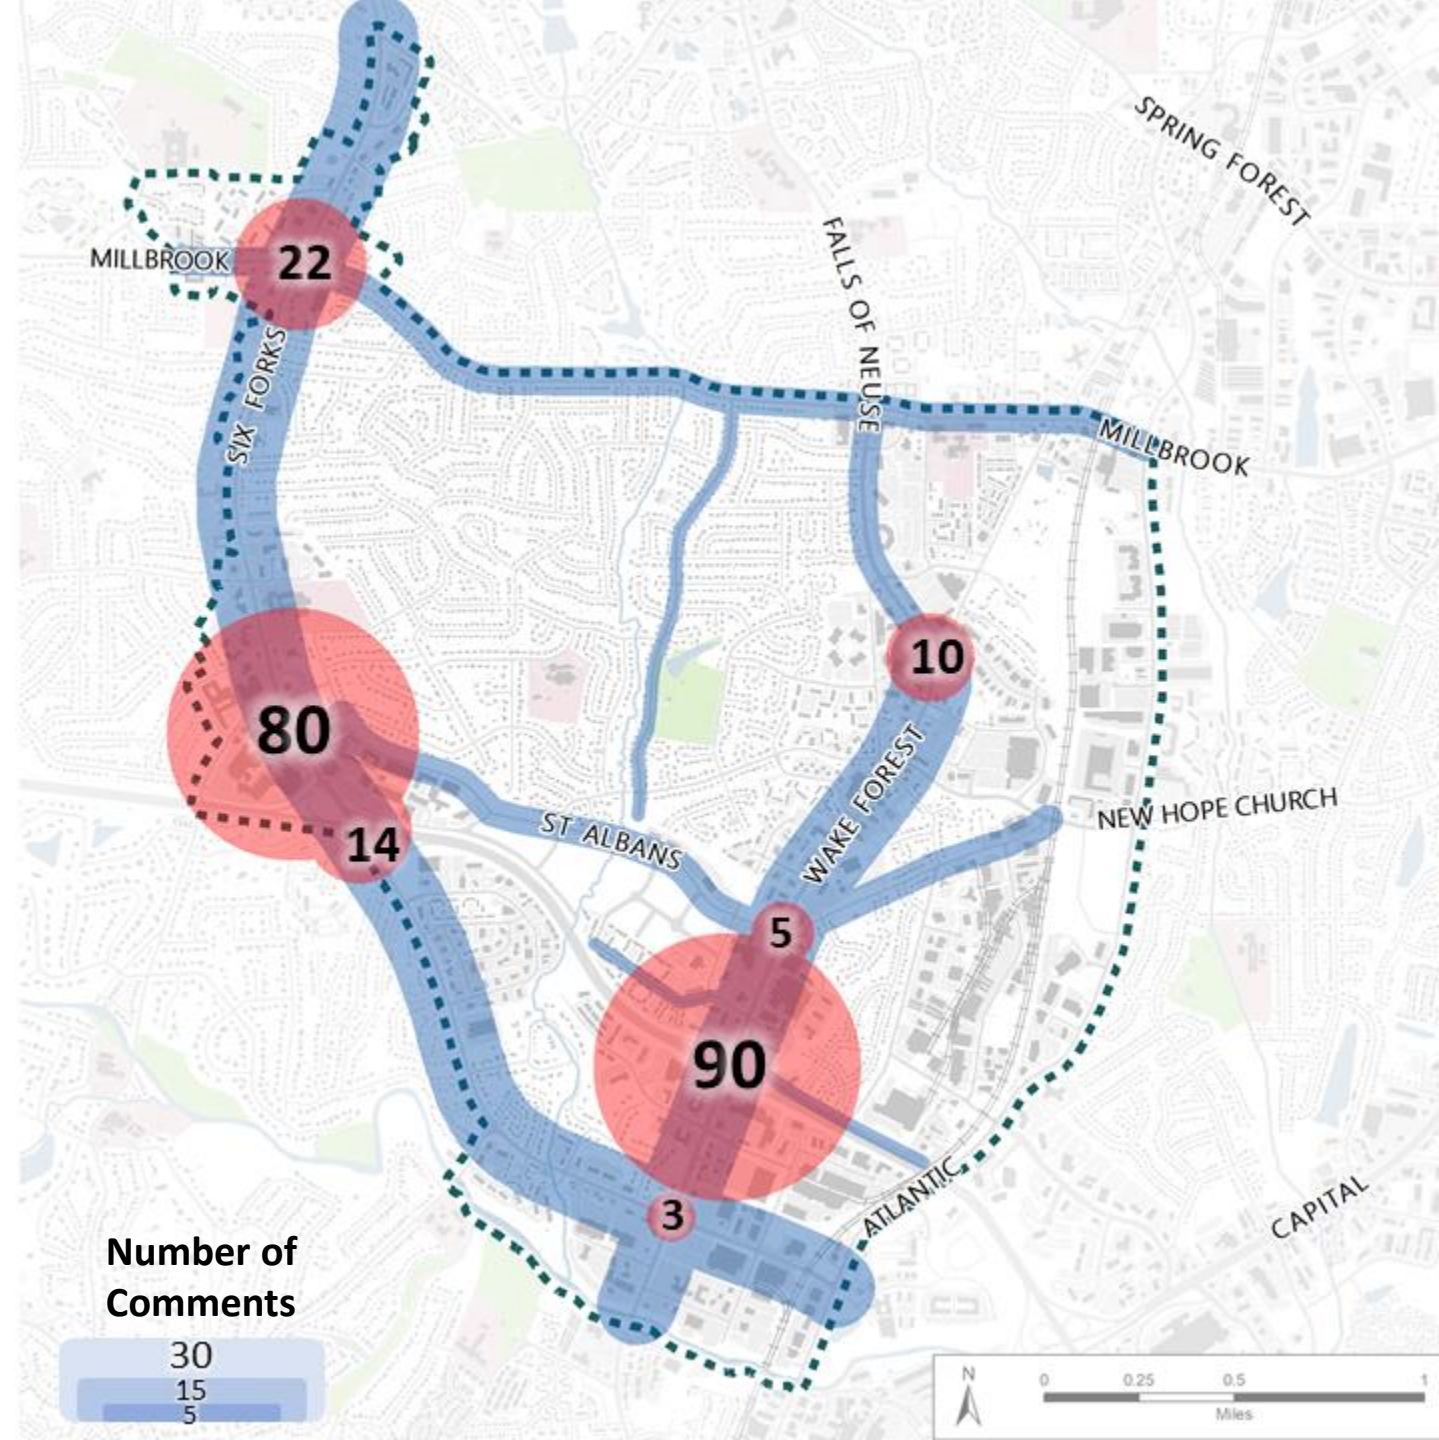 SPRING FOREST
FALLS OF NEUSE
MILLBROOK
22
SIX FORKS
MILLBROOK
10
80
WAKE FOREST
NEW HOPE CHURCH
ST ALBANS
14
5
90
ATLANTIC
CAPITAL
3
Number of
Comments
30
15
5
N
0 0.25 0.5 1
Miles